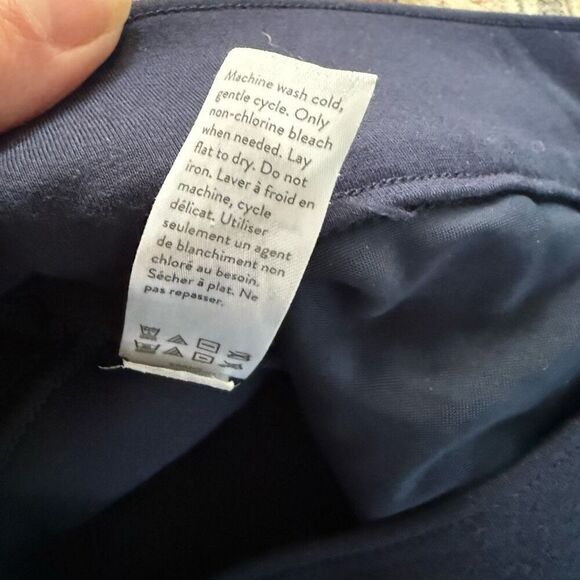 Machine wash cold,
gentle cycle. Only
non-chlorine bleach
when needed. Lay
flat to dry. Do not
iron. Laver à froid en
machine, cycle
délicat. Utiliser
seulement un agent
de blanchiment non
chloré au besoin.
Sécher à plat. Ne
pas repasser.